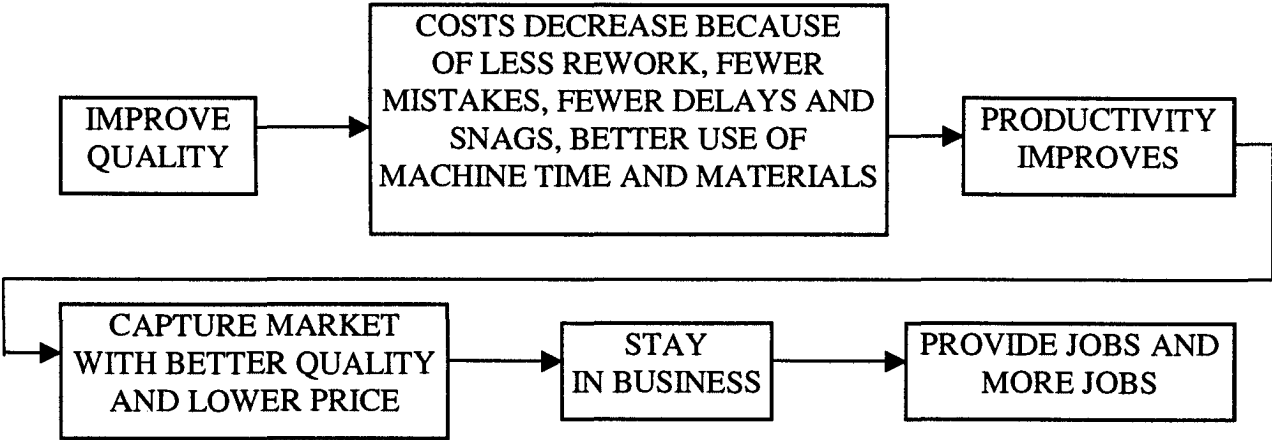 IMPROVE
QUALITY
COSTS DECREASE BECAUSE
OF LESS REWORK, FEWER
MISTAKES, FEWER DELAYS AND
SNAGS, BETTER USE OF
MACHINE TIME AND MATERIALS
PRODUCTIVITY
IMPROVES
CAPTURE MARKET
WITH BETTER QUALITY
AND LOWER PRICE
STAY
IN BUSINESS
PROVIDE JOBS AND
MORE JOBS